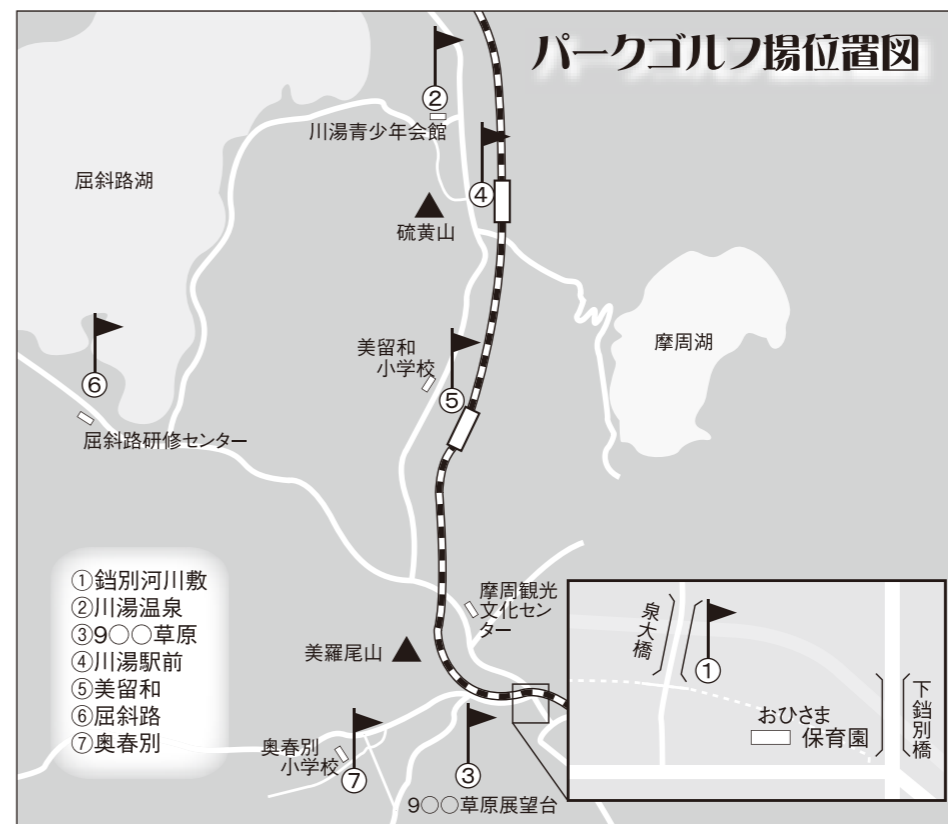 パークゴルフ場位置図
②
川湯青少年会館
屈斜路湖
④
硫黄山
摩周湖
美留和
小学校
⑤
⑥
屈斜路研修センター
①鐺別河川敷
②川湯温泉
③9○○草原
④川湯駅前
⑤美留和
⑥屈斜路
⑦奥春別
摩周観光
文化セン
ター
美羅尾山
泉大橋
①
おひさま
保育園
下鐺別橋
奥春別
小学校
⑦
③
9○○草原展望台